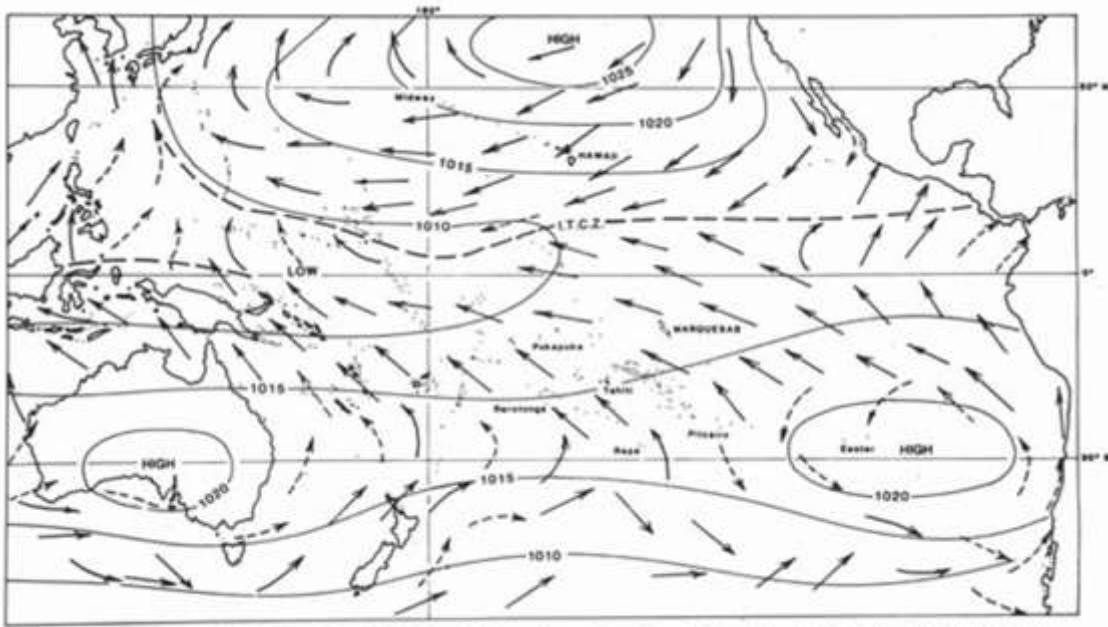 180°
HIGH
1025
30° N
Midway
1020
HAWAII
1015
1010
I.T.C.Z.
LOW
0°
MARQUESAS
Pukapuka
1015
Tahiti
Rarotonga
Pitcairn
Easter
HIGH
HIGH
Rapa
30° S
1020
1015
1020
1010